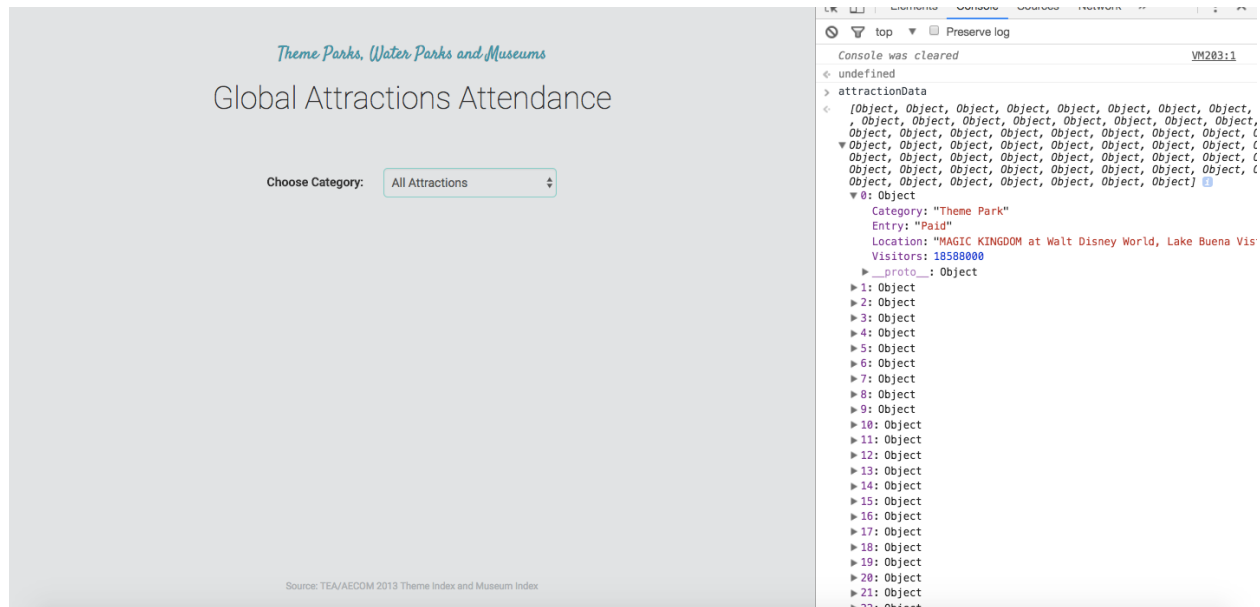 Theme Parks, Water Parks and Museums
Global Attractions Attendance
Choose Category: All Attractions
Source: TEA/AECOM 2013 Theme Index and Museum Index
Elements Console Sources Network
top Preserve log
Console was cleared VM203:1
undefined
attractionData
[Object, Object, Object, Object, Object, Object, Object, Object,
, Object, Object, Object, Object, Object, Object, Object, Object,
Object, Object, Object, Object, Object, Object, Object, Object,
Object, Object, Object, Object, Object, Object, Object, Object,
Object, Object, Object, Object, Object, Object, Object, Object,
Object, Object, Object, Object, Object, Object, Object, Object,
Object, Object, Object, Object, Object, Object, Object]
0: Object
Category: "Theme Park"
Entry: "Paid"
Location: "MAGIC KINGDOM at Walt Disney World, Lake Buena Vis
Visitors: 18588000
__proto__: Object
1: Object
2: Object
3: Object
4: Object
5: Object
6: Object
7: Object
8: Object
9: Object
10: Object
11: Object
12: Object
13: Object
14: Object
15: Object
16: Object
17: Object
18: Object
19: Object
20: Object
21: Object